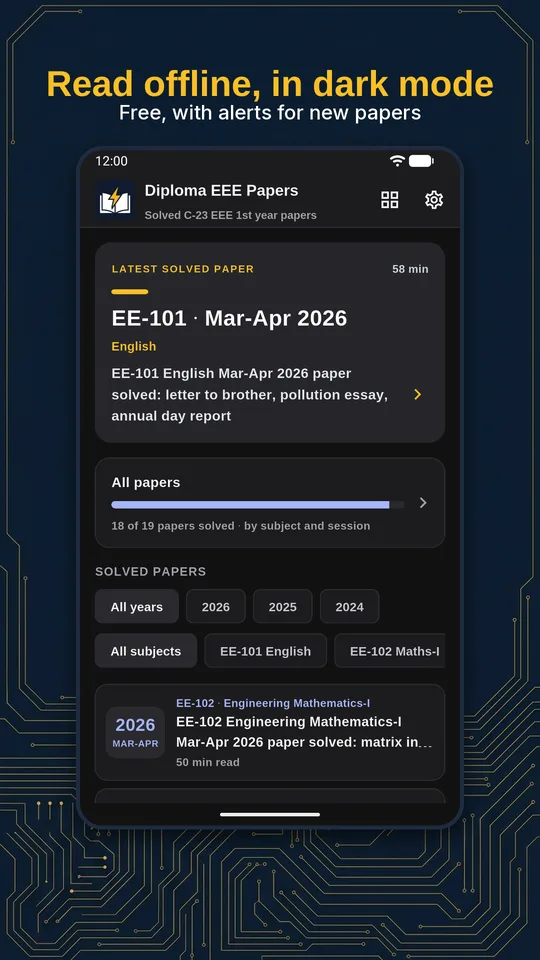 Read offline, in dark mode
Free, with alerts for new papers
12:00
Diploma EEE Papers
Solved C-23 EEE 1st year papers
LATEST SOLVED PAPER
58 min
EE-101 · Mar-Apr 2026
English
EE-101 English Mar-Apr 2026 paper
solved: letter to brother, pollution essay,
annual day report
All papers
18 of 19 papers solved · by subject and session
SOLVED PAPERS
All years
2026
2025
2024
All subjects
EE-101 English
EE-102 Maths-I
2026
MAR-APR
EE-102 · Engineering Mathematics-I
EE-102 Engineering Mathematics-I
Mar-Apr 2026 paper solved: matrix in...
50 min read